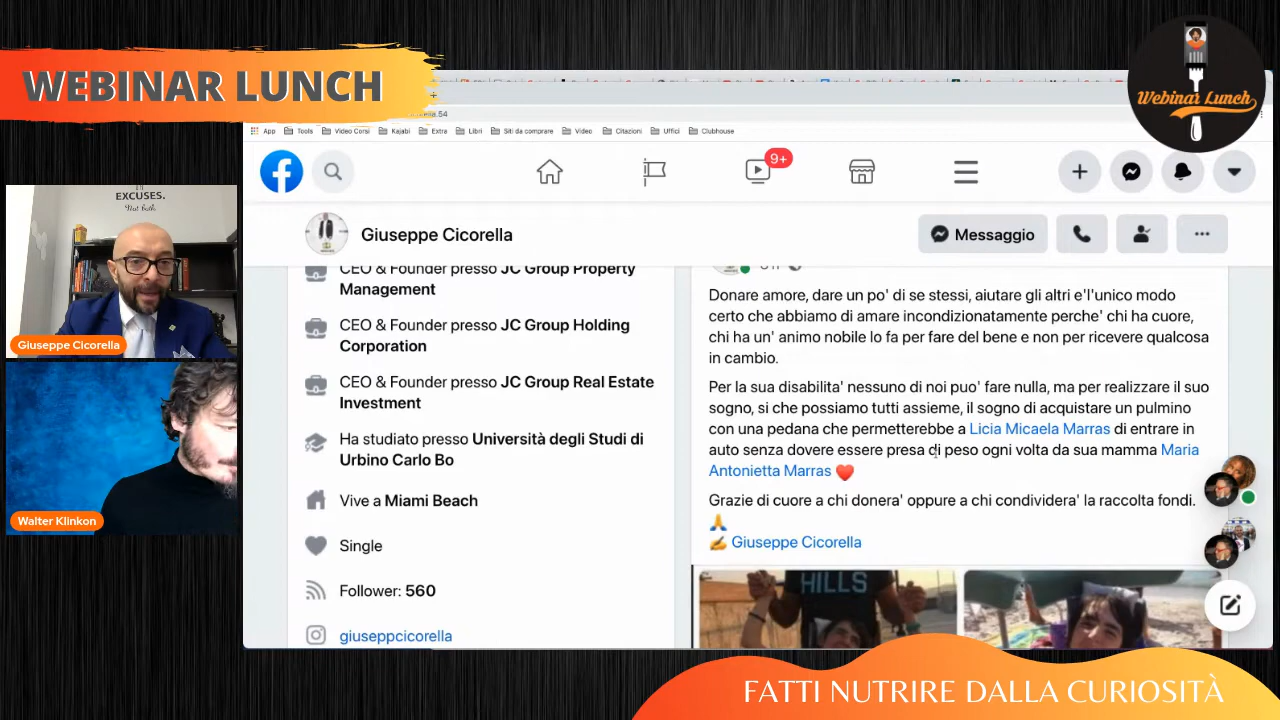 WEBINAR LUNCH
Webinar Lunch
App Tools Video Corsi Kajabi Extra Libri Siti da comprare Video Citazioni Uffici Clubhouse
9+
Giuseppe Cicorella
Messaggio
EXCUSES.
Not both.
Giuseppe Cicorella
Walter Klinkon
CEO & Founder presso JC Group Property
Management
CEO & Founder presso JC Group Holding
Corporation
CEO & Founder presso JC Group Real Estate
Investment
Ha studiato presso Università degli Studi di
Urbino Carlo Bo
Vive a Miami Beach
Single
Follower: 560
giuseppcicorella
Donare amore, dare un po' di se stessi, aiutare gli altri e'l'unico modo
certo che abbiamo di amare incondizionatamente perche' chi ha cuore,
chi ha un' animo nobile lo fa per fare del bene e non per ricevere qualcosa
in cambio.
Per la sua disabilita' nessuno di noi puo' fare nulla, ma per realizzare il suo
sogno, si che possiamo tutti assieme, il sogno di acquistare un pulmino
con una pedana che permetterebbe a Licia Micaela Marras di entrare in
auto senza dovere essere presa di peso ogni volta da sua mamma Maria
Antonietta Marras ❤️
Grazie di cuore a chi donera' oppure a chi condividera' la raccolta fondi.
🙏
✍️ Giuseppe Cicorella
HILLS
FATTI NUTRIRE DALLA CURIOSITÀ